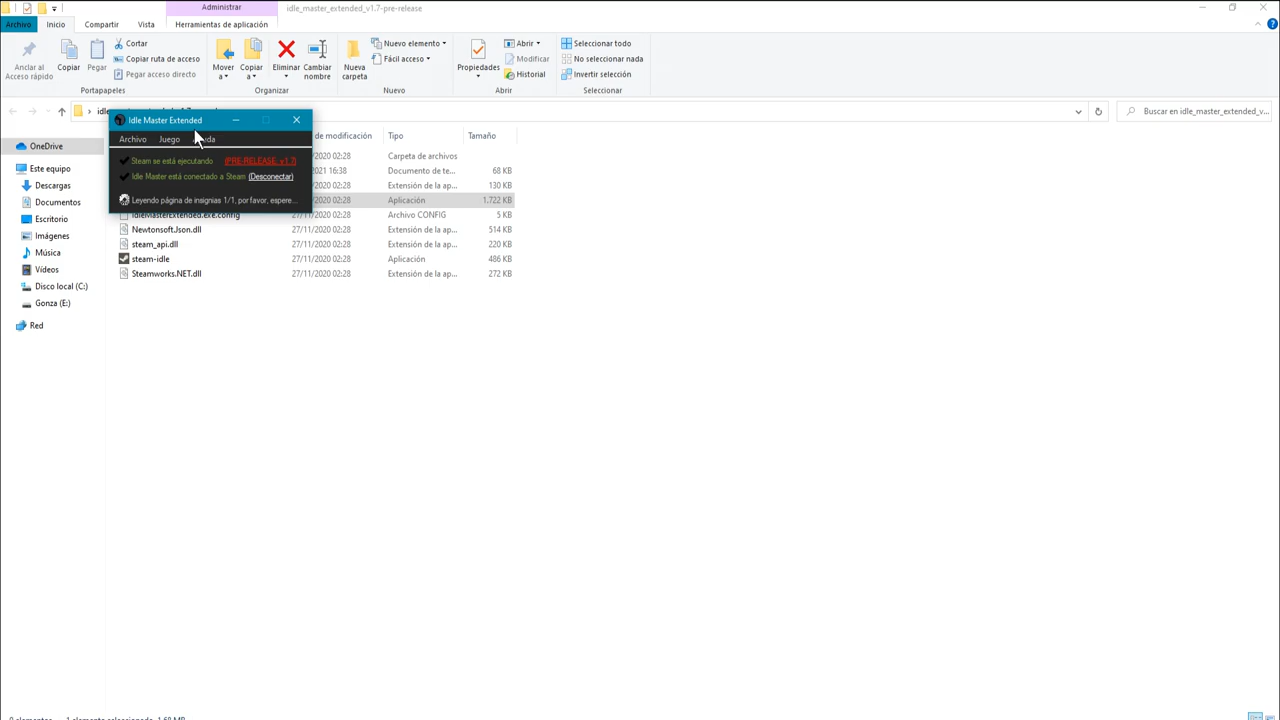 Administrar
idle_master_extended_v1.7-pre-release
Archivo
Inicio
Compartir
Vista
Herramientas de aplicación
Anclar al
Acceso rápido
Copiar
Pegar
Cortar
Copiar ruta de acceso
Pegar acceso directo
Portapapeles
Mover
a
Copiar
a
Eliminar
Cambiar
nombre
Organizar
Nueva
carpeta
Nuevo elemento
Fácil acceso
Nuevo
Propiedades
Abrir
Modificar
Historial
Abrir
Seleccionar todo
No seleccionar nada
Invertir selección
Seleccionar
Buscar en idle_master_extended_v...
de modificación
Tipo
Tamaño
OneDrive
Este equipo
Descargas
Documentos
Escritorio
Imágenes
Música
Vídeos
Disco local (C:)
Gonza (E:)
Red
Idle Master Extended
Archivo
Juego
Steam se está ejecutando
(PRE-RELEASE: v1.7)
Idle Master está conectado a Steam
(Desconectar)
Leyendo página de insignias 1/1, por favor, espere...
2020 02:28 Carpeta de archivos
2021 16:38 Documento de te... 68 KB
2020 02:28 Extensión de la ap... 130 KB
2020 02:28 Aplicación 1.722 KB
IdleMasterExtended.exe.config 27/11/2020 02:28 Archivo CONFIG 5 KB
Newtonsoft.Json.dll 27/11/2020 02:28 Extensión de la ap... 514 KB
steam_api.dll 27/11/2020 02:28 Extensión de la ap... 220 KB
steam-idle 27/11/2020 02:28 Aplicación 486 KB
Steamworks.NET.dll 27/11/2020 02:28 Extensión de la ap... 272 KB